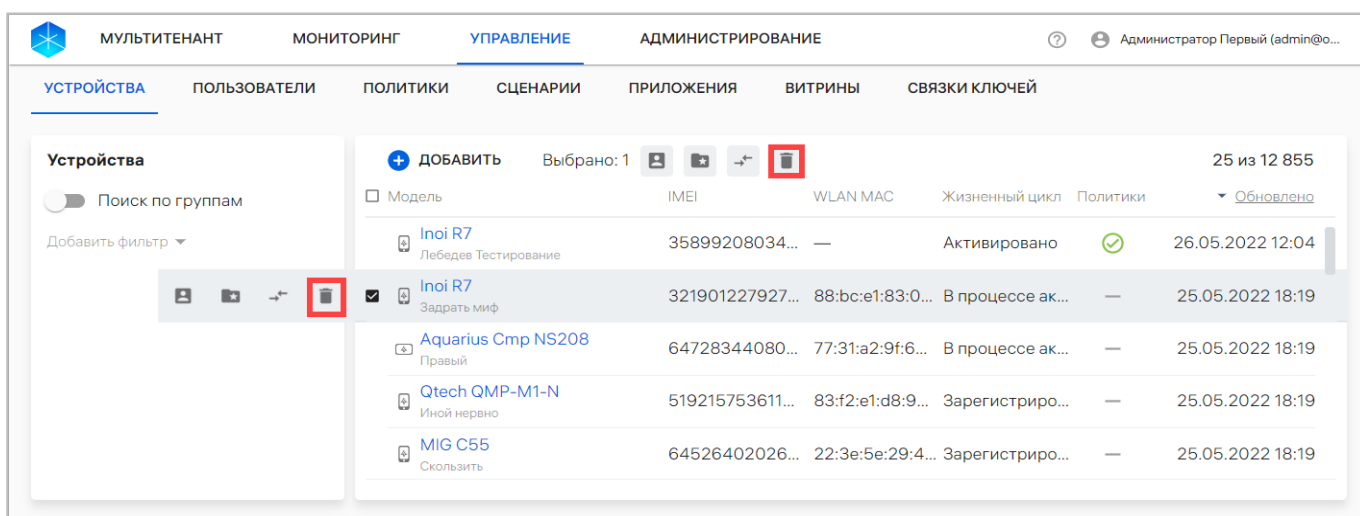 МУЛЬТИТЕНАНТ МОНИТОРИНГ УПРАВЛЕНИЕ АДМИНИСТРИРОВАНИЕ Администратор Первый (admin@o...
УСТРОЙСТВА ПОЛЬЗОВАТЕЛИ ПОЛИТИКИ СЦЕНАРИИ ПРИЛОЖЕНИЯ ВИТРИНЫ СВЯЗКИ КЛЮЧЕЙ
Устройства
Поиск по группам
Добавить фильтр
ДОБАВИТЬ Выбрано: 1 25 из 12 855
Модель IMEI WLAN MAC Жизненный цикл Политики Обновлено
Inoi R7 35899208034... — Активировано 26.05.2022 12:04
Лебедев Тестирование
Inoi R7 321901227927... 88:bc:e1:83:0... В процессе ак... — 25.05.2022 18:19
Задрать миф
Aquarius Cmp NS208 64728344080... 77:31:a2:9f:6... В процессе ак... — 25.05.2022 18:19
Правый
Qtech QMP-M1-N 519215753611... 83:f2:e1:d8:9... Зарегистриро... — 25.05.2022 18:19
Иной нервно
MIG C55 64526402026... 22:3e:5e:29:4... Зарегистриро... — 25.05.2022 18:19
Скользить